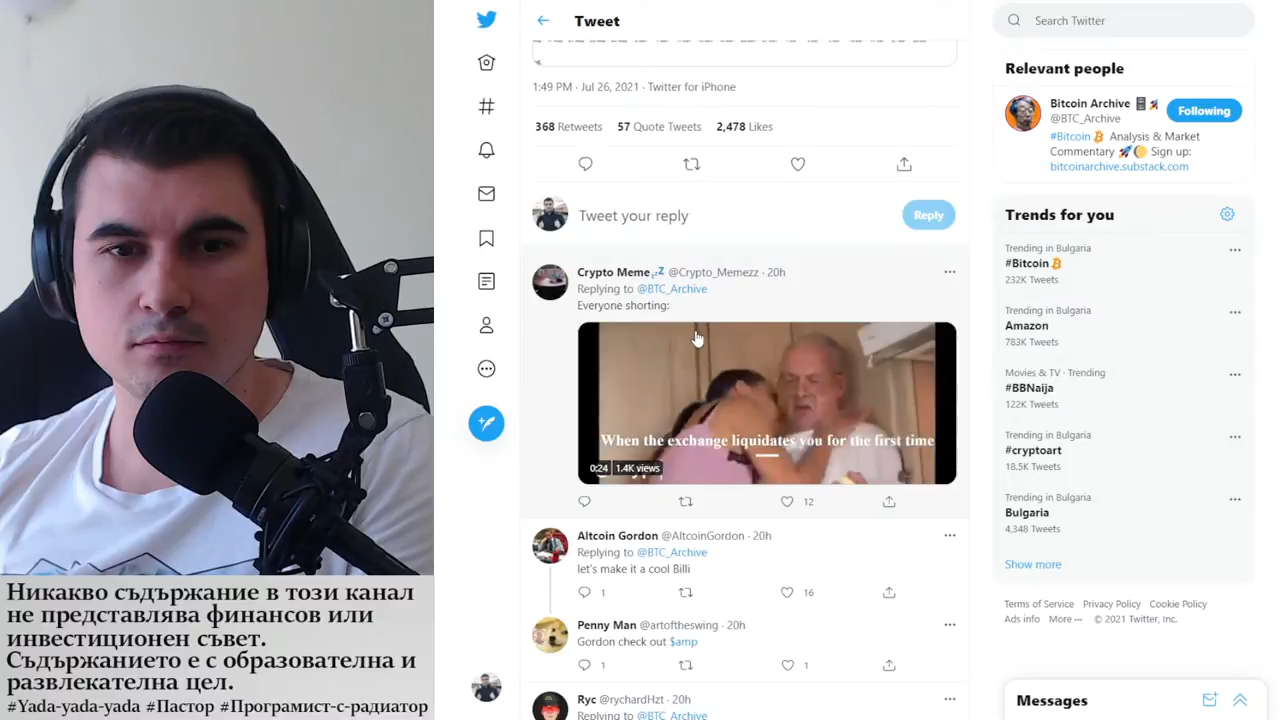 Никакво съдържание в този канал
не представлява финансов или
инвестиционен съвет.
Съдържанието е с образователна и
развлекателна цел.
#Yada-yada-yada #Пастор #Програмист-с-радиатор
Tweet
1:49 PM · Jul 26, 2021 · Twitter for iPhone
368 Retweets 57 Quote Tweets 2,478 Likes
Tweet your reply
Reply
Crypto Meme @Crypto_Memezz · 20h
Replying to @BTC_Archive
Everyone shorting:
When the exchange liquidates you for the first time
0:24 1.4K views
12
Altcoin Gordon @AltcoinGordon · 20h
Replying to @BTC_Archive
let's make it a cool Billi
1 16
Penny Man @artoftheswing · 20h
Gordon check out $amp
1 1
Ryc @rychardHzt · 20h
Replying to @BTC_Archive
Search Twitter
Relevant people
Bitcoin Archive
@BTC_Archive
Following
#Bitcoin Analysis & Market
Commentary Sign up:
bitcoinarchive.substack.com
Trends for you
Trending in Bulgaria
#Bitcoin
232K Tweets
Trending in Bulgaria
Amazon
783K Tweets
Movies & TV · Trending
#BBNaija
122K Tweets
Trending in Bulgaria
#cryptoart
18.5K Tweets
Trending in Bulgaria
Bulgaria
4,348 Tweets
Show more
Terms of Service Privacy Policy Cookie Policy
Ads info More ··· © 2021 Twitter, Inc.
Messages